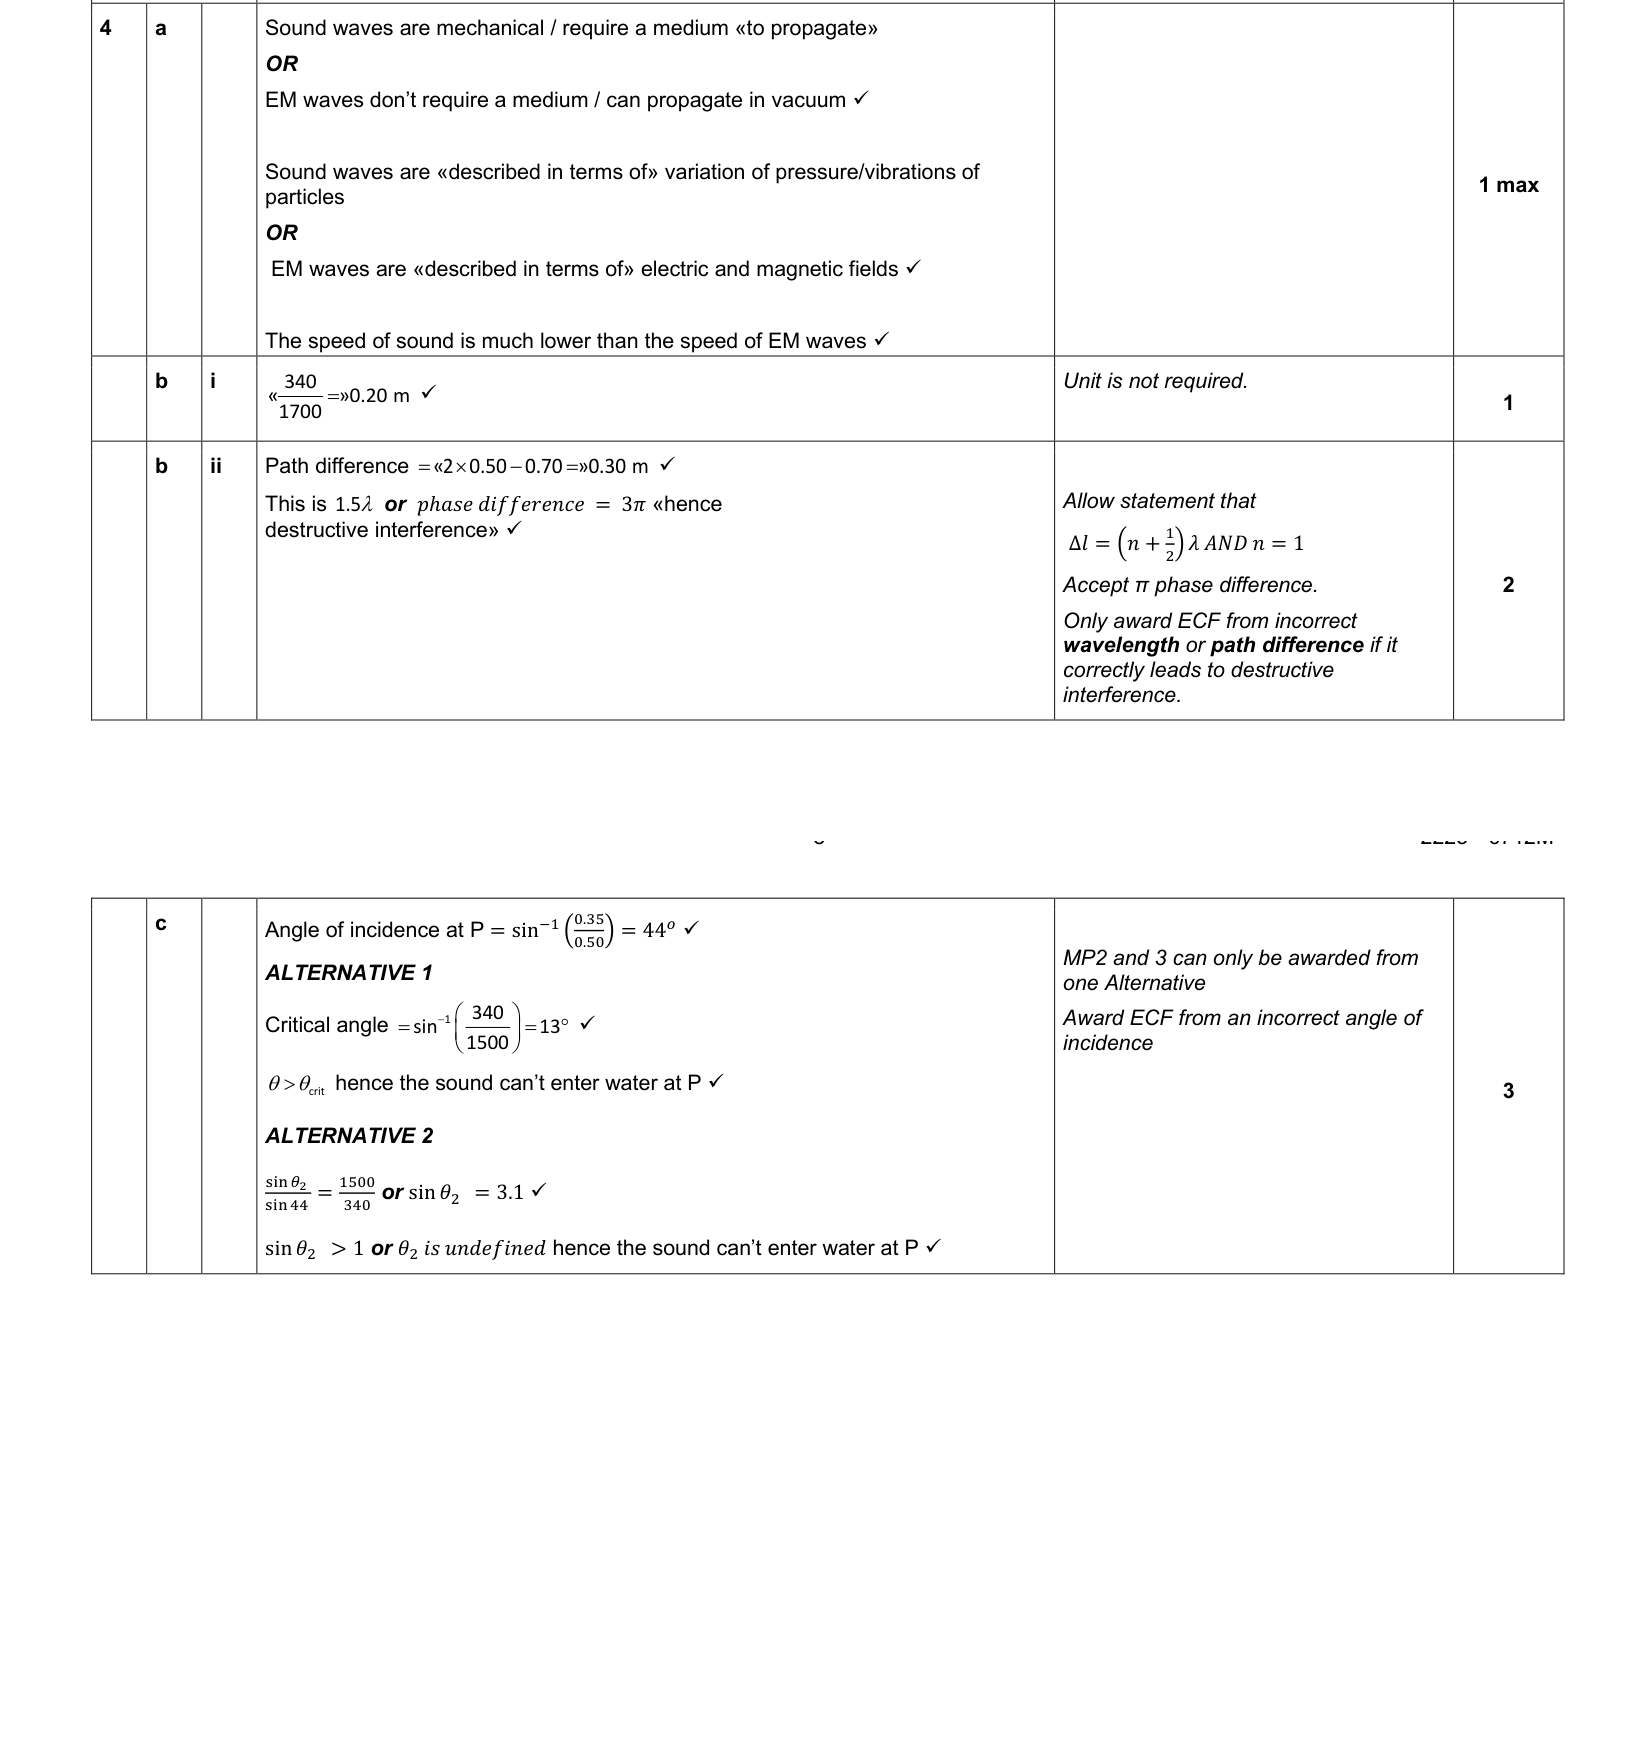 4 a Sound waves are mechanical / require a medium «to propagate»
OR
EM waves don’t require a medium / can propagate in vacuum ✓
Sound waves are «described in terms of» variation of pressure/vibrations of
particles
1 max
OR
EM waves are «described in terms of» electric and magnetic fields ✓
The speed of sound is much lower than the speed of EM waves ✓
b i «340/1700 =»0.20 m ✓ Unit is not required. 1
b ii Path difference =«2×0.50−0.70=»0.30 m ✓
This is 1.5λ or phase difference = 3π «hence
destructive interference» ✓
Allow statement that
Δl = (n + 1/2) λ AND n = 1
Accept π phase difference.
Only award ECF from incorrect
wavelength or path difference if it
correctly leads to destructive
interference.
2
c Angle of incidence at P = sin⁻¹ (0.35/0.50) = 44° ✓
ALTERNATIVE 1
Critical angle = sin⁻¹ (340/1500) = 13° ✓
θ > θcrit hence the sound can’t enter water at P ✓
ALTERNATIVE 2
sin θ₂/sin 44 = 1500/340 or sin θ₂ = 3.1 ✓
sin θ₂ > 1 or θ₂ is undefined hence the sound can’t enter water at P ✓
MP2 and 3 can only be awarded from
one Alternative
Award ECF from an incorrect angle of
incidence
3